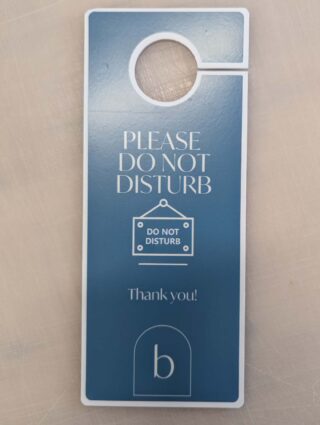 PLEASE
DO NOT
DISTURB
DO NOT
DISTURB
Thank you!
b